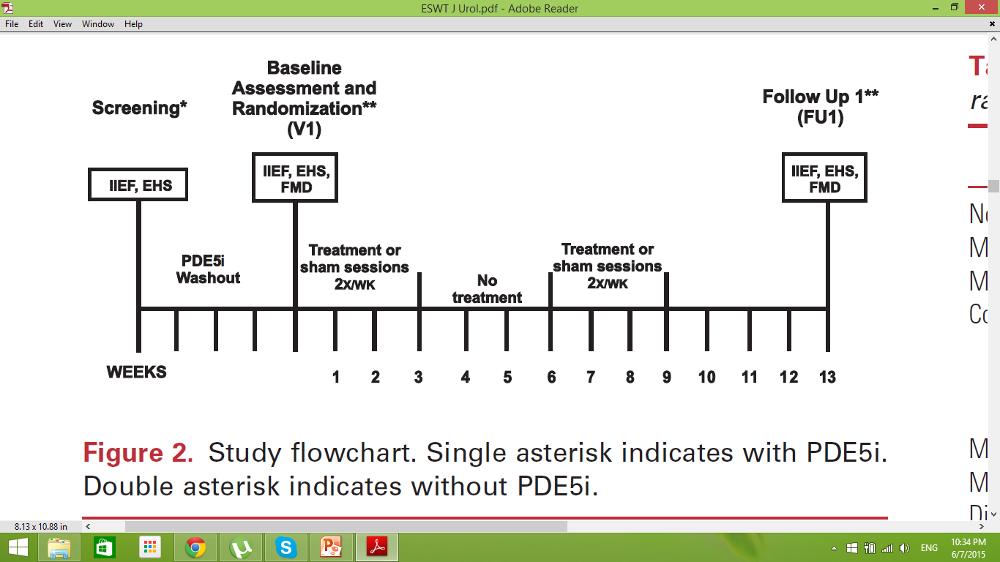 ESWT J Urol.pdf - Adobe Reader
File Edit View Window Help
Baseline
Assessment and
Randomization**
(V1)
Screening*
Follow Up 1**
(FU1)
IIEF, EHS
IIEF, EHS,
FMD
IIEF, EHS,
FMD
PDE5i
Washout
Treatment or
sham sessions
2X/WK
No
treatment
Treatment or
sham sessions
2X/WK
WEEKS
1 2 3 4 5 6 7 8 9 10 11 12 13
Figure 2. Study flowchart. Single asterisk indicates with PDE5i.
Double asterisk indicates without PDE5i.
8.13 x 10.88 in
ENG
10:34 PM
6/7/2015